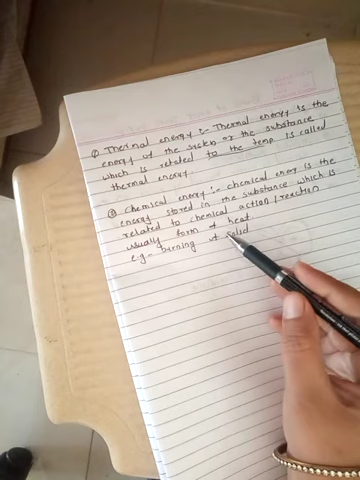 ① Thermal energy :- Thermal energy is the
energy of the system or the substance
which is related to the temp. is called
thermal energy.
② Chemical energy :- chemical enery is the
energy stored in the substance which is
related to chemical action / reaction
usually form of heat.
e.g- burning of solid